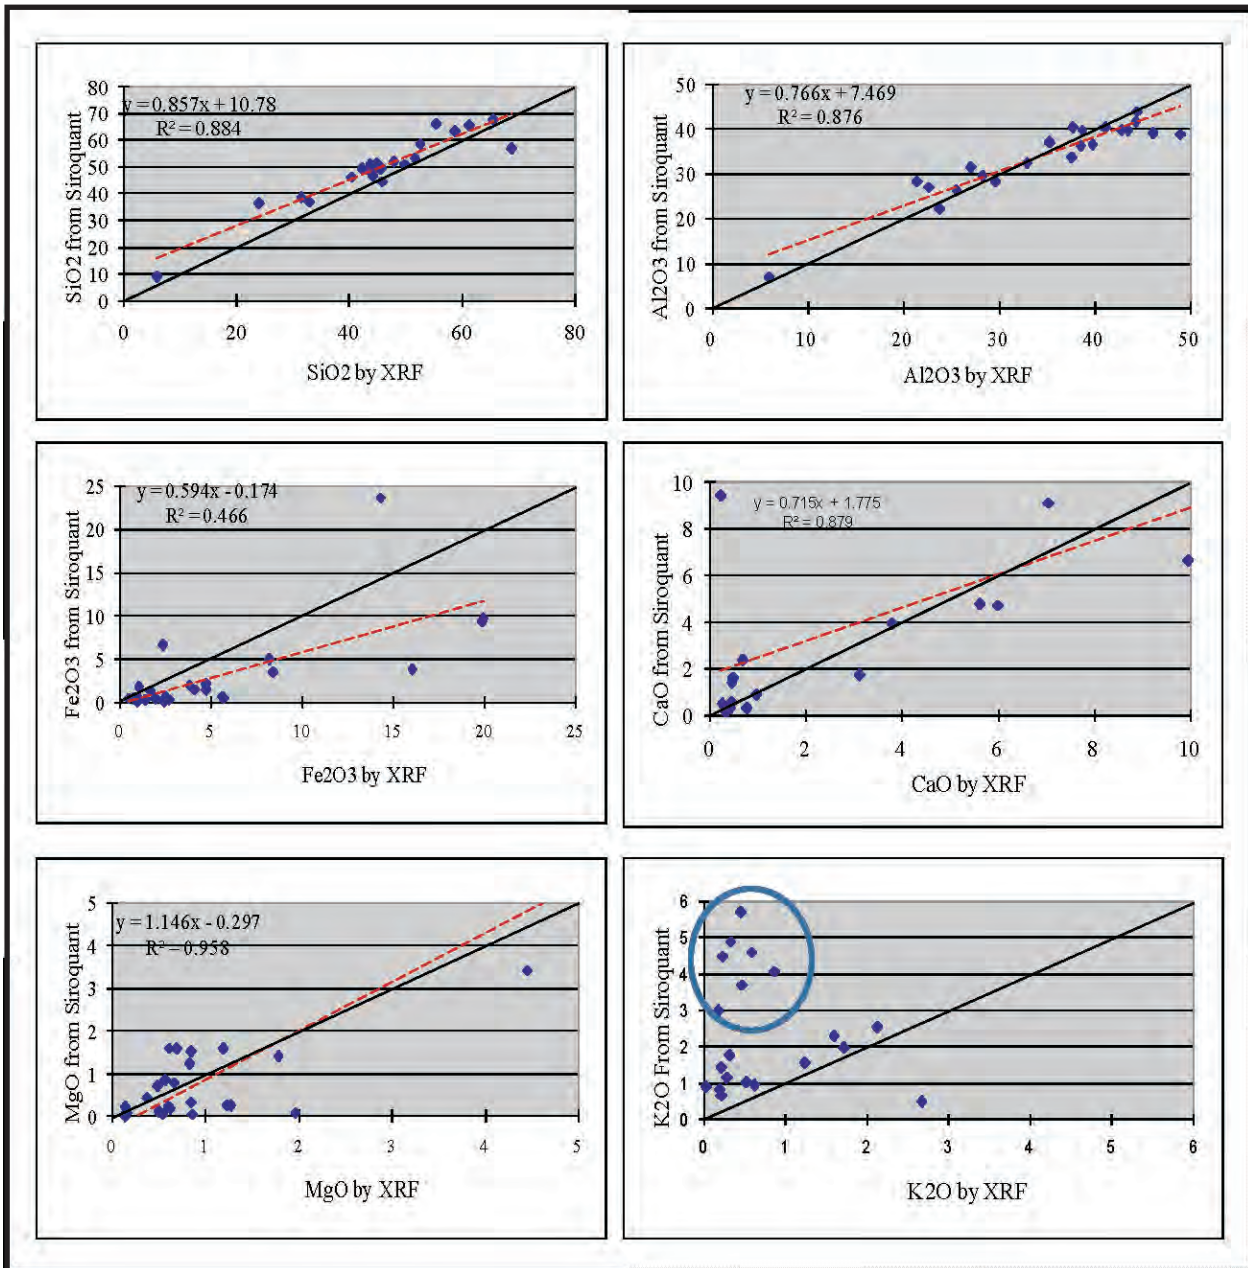 y = 0.857x + 10.78
R² = 0.884
SiO2 from Siroquant
80
70
60
50
40
30
20
10
0
0 20 40 60 80
SiO2 by XRF
y = 0.766x + 7.469
R² = 0.876
Al2O3 from Siroquant
50
40
30
20
10
0
0 10 20 30 40 50
Al2O3 by XRF
y = 0.594x - 0.174
R² = 0.466
Fe2O3 from Siroquant
25
20
15
10
5
0
0 5 10 15 20 25
Fe2O3 by XRF
y = 0.715x + 1.775
R² = 0.879
CaO from Siroquant
10
8
6
4
2
0
0 2 4 6 8 10
CaO by XRF
y = 1.146x - 0.297
R² = 0.958
MgO from Siroquant
5
4
3
2
1
0
0 1 2 3 4 5
MgO by XRF
K2O From Siroquant
6
5
4
3
2
1
0
0 1 2 3 4 5 6
K2O by XRF